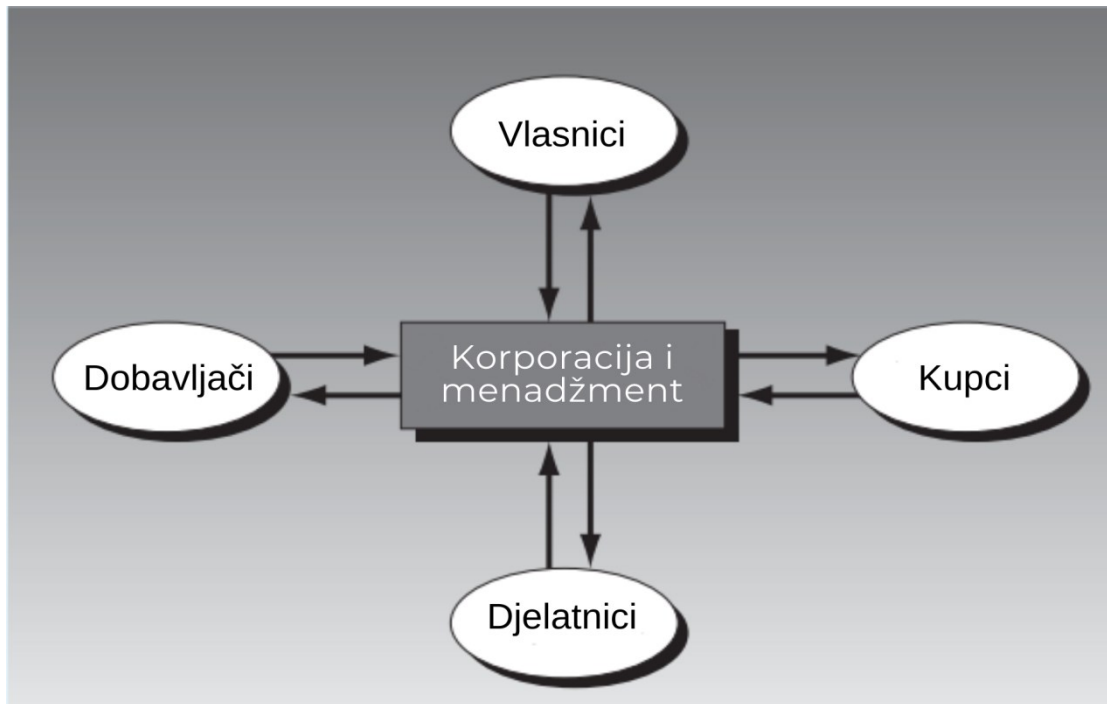 Vlasnici
Dobavljači
Korporacija i
menadžment
Kupci
Djelatnici